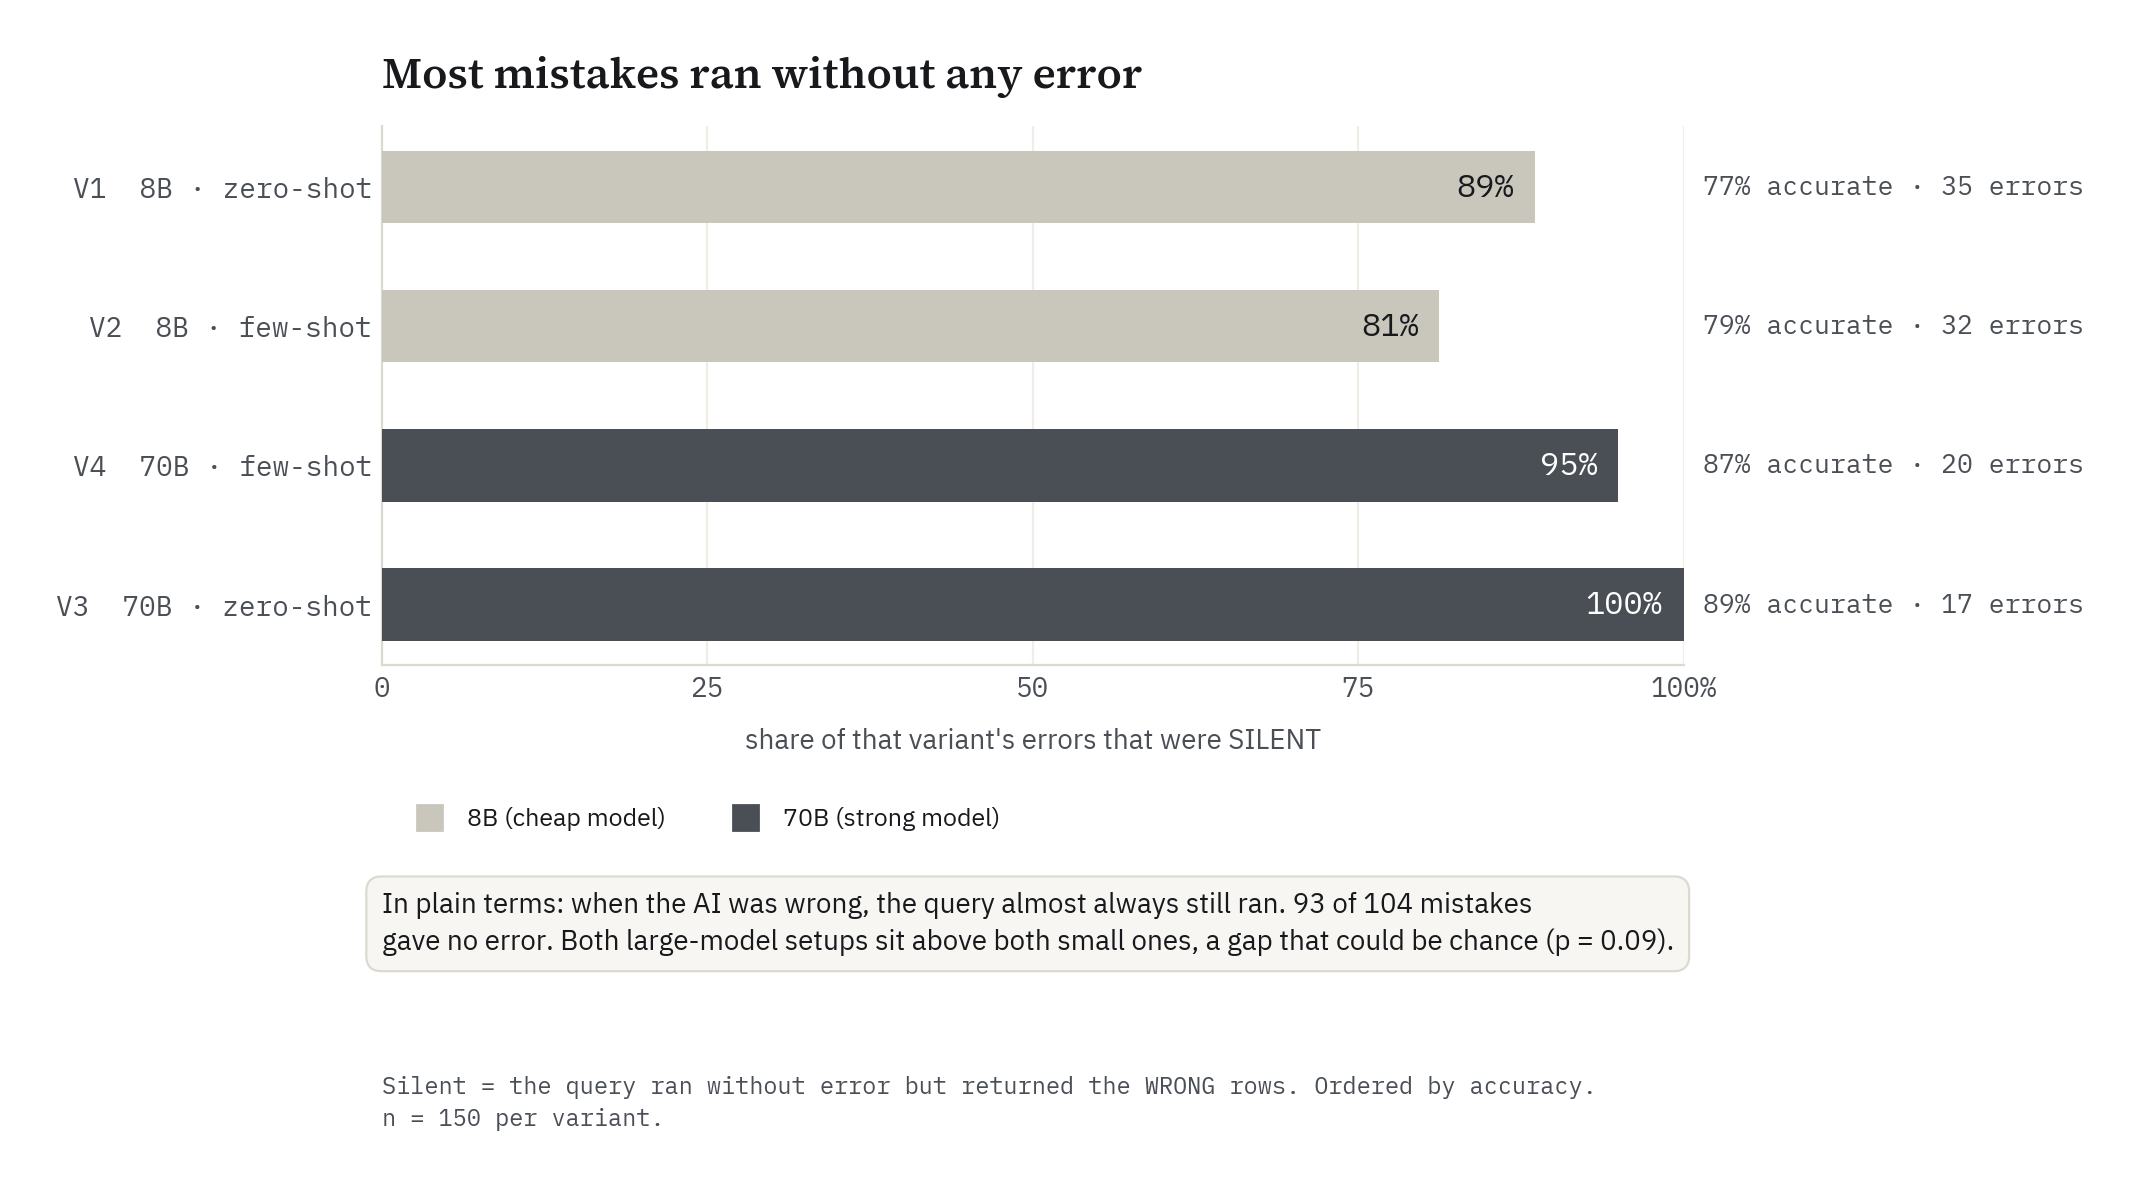 Most mistakes ran without any error
V1  8B · zero-shot 89% 77% accurate · 35 errors
V2  8B · few-shot 81% 79% accurate · 32 errors
V4  70B · few-shot 95% 87% accurate · 20 errors
V3  70B · zero-shot 100% 89% accurate · 17 errors
0 25 50 75 100%
share of that variant's errors that were SILENT
8B (cheap model) 70B (strong model)
In plain terms: when the AI was wrong, the query almost always still ran. 93 of 104 mistakes
gave no error. Both large-model setups sit above both small ones, a gap that could be chance (p = 0.09).
Silent = the query ran without error but returned the WRONG rows. Ordered by accuracy.
n = 150 per variant.